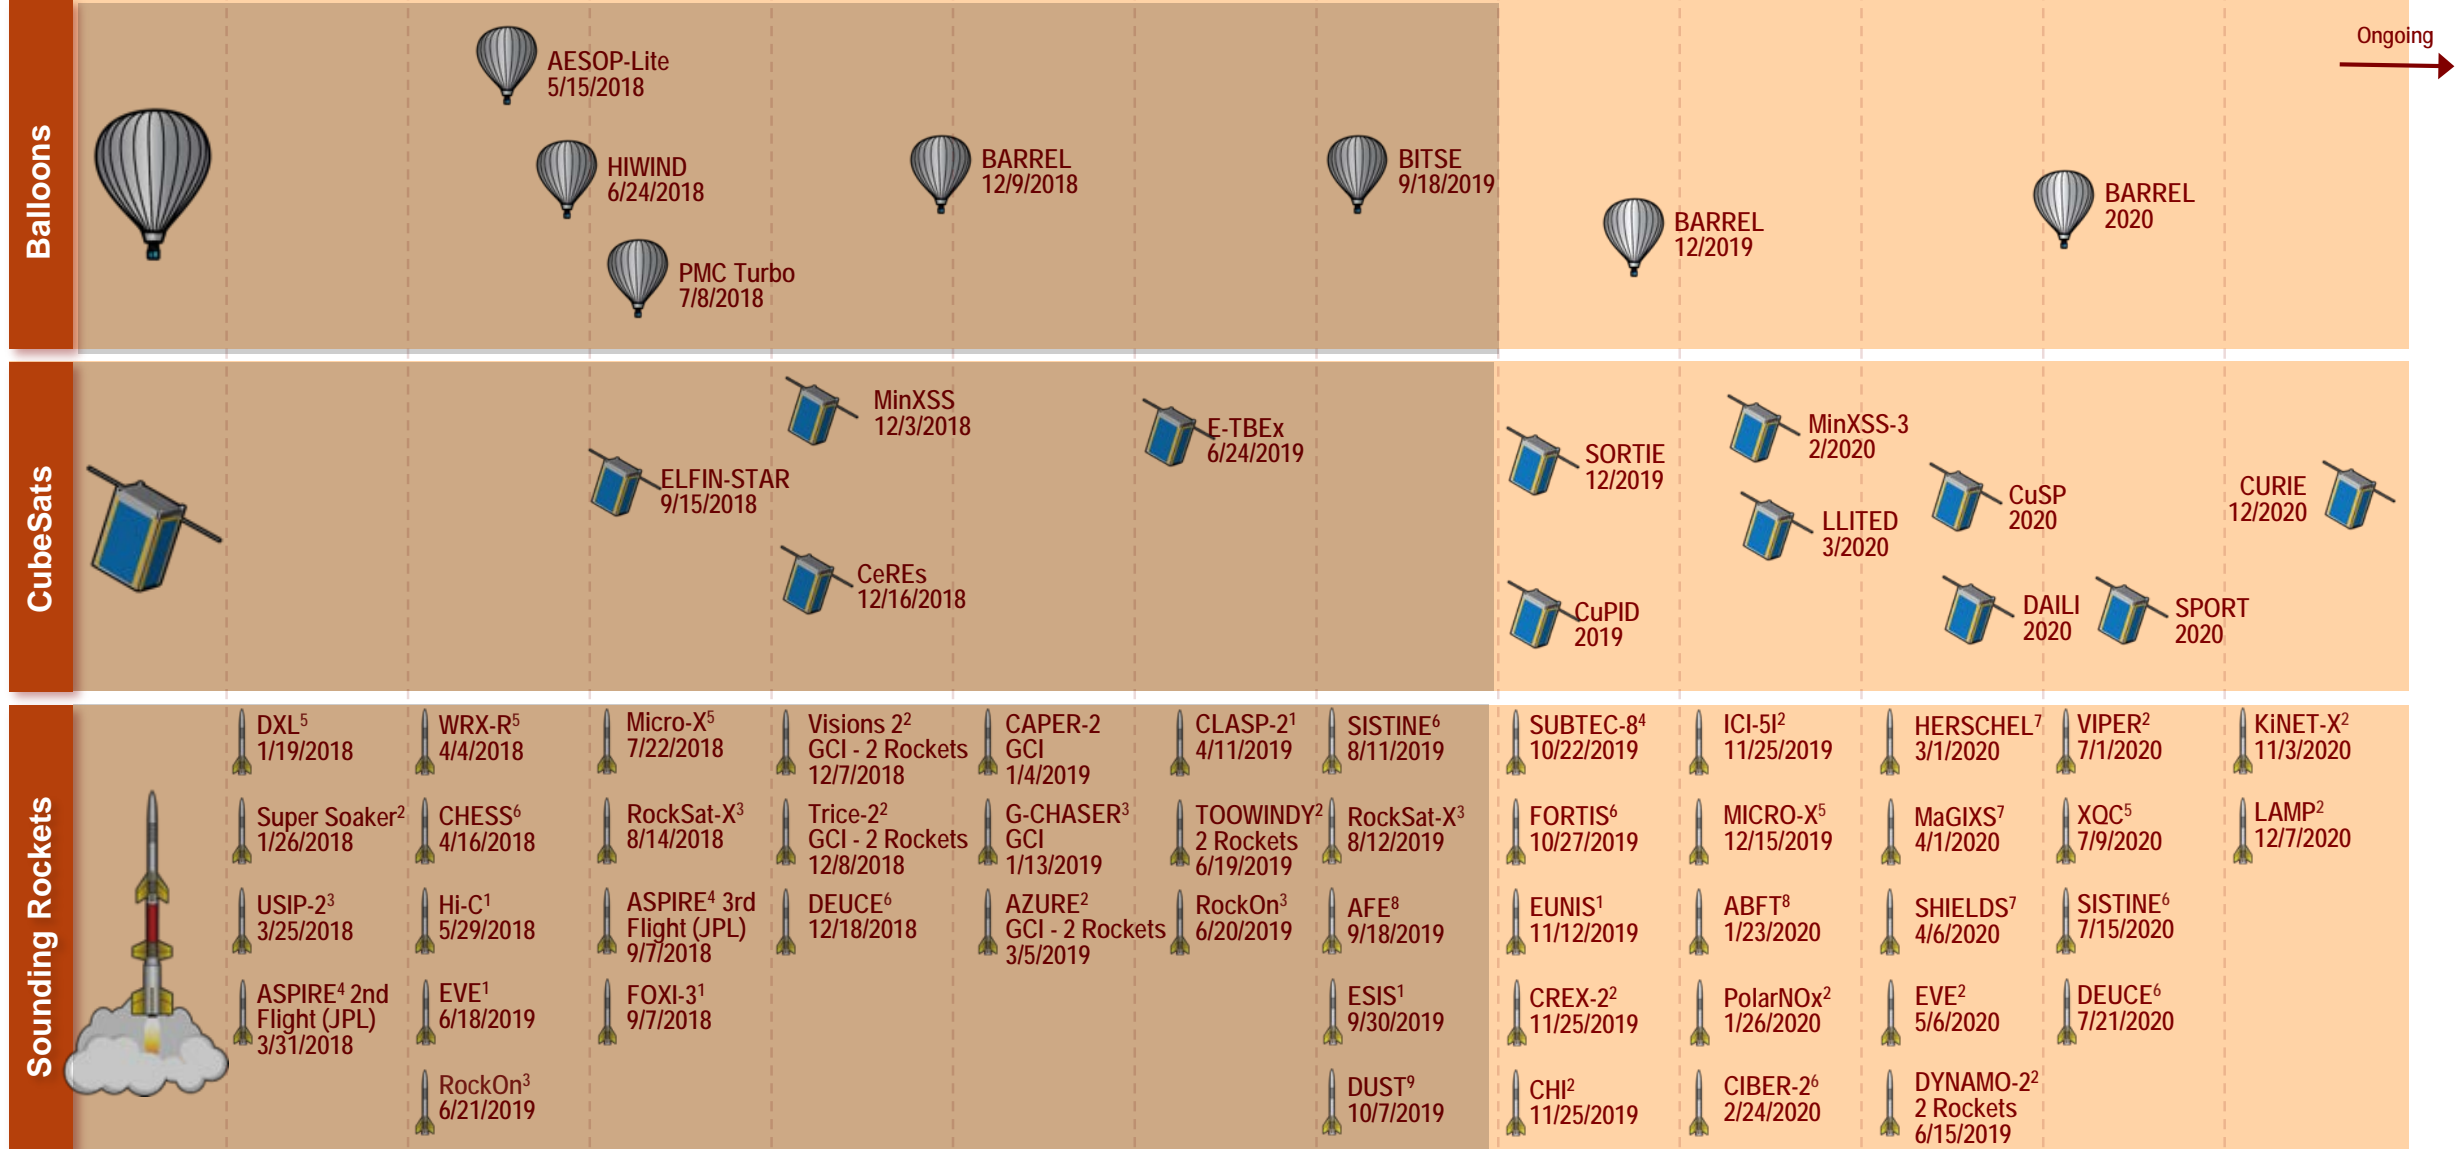 Balloons
AESOP-Lite
5/15/2018
HIWIND
6/24/2018
PMC Turbo
7/8/2018
BARREL
12/9/2018
BITSE
9/18/2019
BARREL
12/2019
BARREL
2020
Ongoing
CubeSats
ELFIN-STAR
9/15/2018
MinXSS
12/3/2018
CeREs
12/16/2018
E-TBEx
6/24/2019
SORTIE
12/2019
CuPID
2019
MinXSS-3
2/2020
LLITED
3/2020
CuSP
2020
DAILI
2020
SPORT
2020
CURIE
12/2020
Sounding Rockets
DXL⁵
1/19/2018
Super Soaker²
1/26/2018
USIP-2³
3/25/2018
ASPIRE⁴ 2nd
Flight (JPL)
3/31/2018
WRX-R⁵
4/4/2018
CHESS⁶
4/16/2018
Hi-C¹
5/29/2018
EVE¹
6/18/2019
RockOn³
6/21/2019
Micro-X⁵
7/22/2018
RockSat-X³
8/14/2018
ASPIRE⁴ 3rd
Flight (JPL)
9/7/2018
FOXI-3¹
9/7/2018
Visions 2²
GCI - 2 Rockets
12/7/2018
Trice-2²
GCI - 2 Rockets
12/8/2018
DEUCE⁶
12/18/2018
CAPER-2
GCI
1/4/2019
G-CHASER³
GCI
1/13/2019
AZURE²
GCI - 2 Rockets
3/5/2019
CLASP-2¹
4/11/2019
TOOWINDY²
2 Rockets
6/19/2019
RockOn³
6/20/2019
SISTINE⁶
8/11/2019
RockSat-X³
8/12/2019
AFE⁸
9/18/2019
ESIS¹
9/30/2019
DUST⁹
10/7/2019
SUBTEC-8⁴
10/22/2019
FORTIS⁶
10/27/2019
EUNIS¹
11/12/2019
CREX-2²
11/25/2019
CHI²
11/25/2019
ICI-5I²
11/25/2019
MICRO-X⁵
12/15/2019
ABFT⁸
1/23/2020
PolarNOx²
1/26/2020
CIBER-2⁶
2/24/2020
HERSCHEL⁷
3/1/2020
MaGIXS⁷
4/1/2020
SHIELDS⁷
4/6/2020
EVE²
5/6/2020
DYNAMO-2²
2 Rockets
6/15/2019
VIPER²
7/1/2020
XQC⁵
7/9/2020
SISTINE⁶
7/15/2020
DEUCE⁶
7/21/2020
KiNET-X²
11/3/2020
LAMP²
12/7/2020